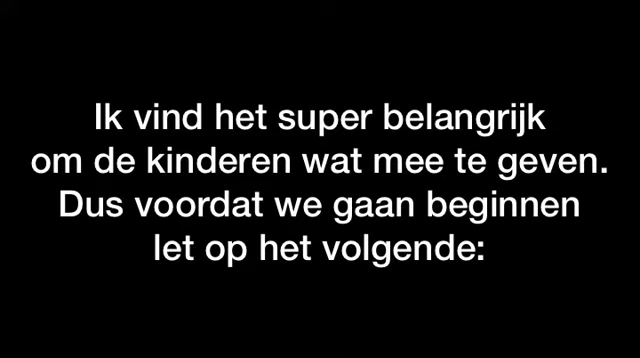 Ik vind het super belangrijk
om de kinderen wat mee te geven.
Dus voordat we gaan beginnen
let op het volgende: